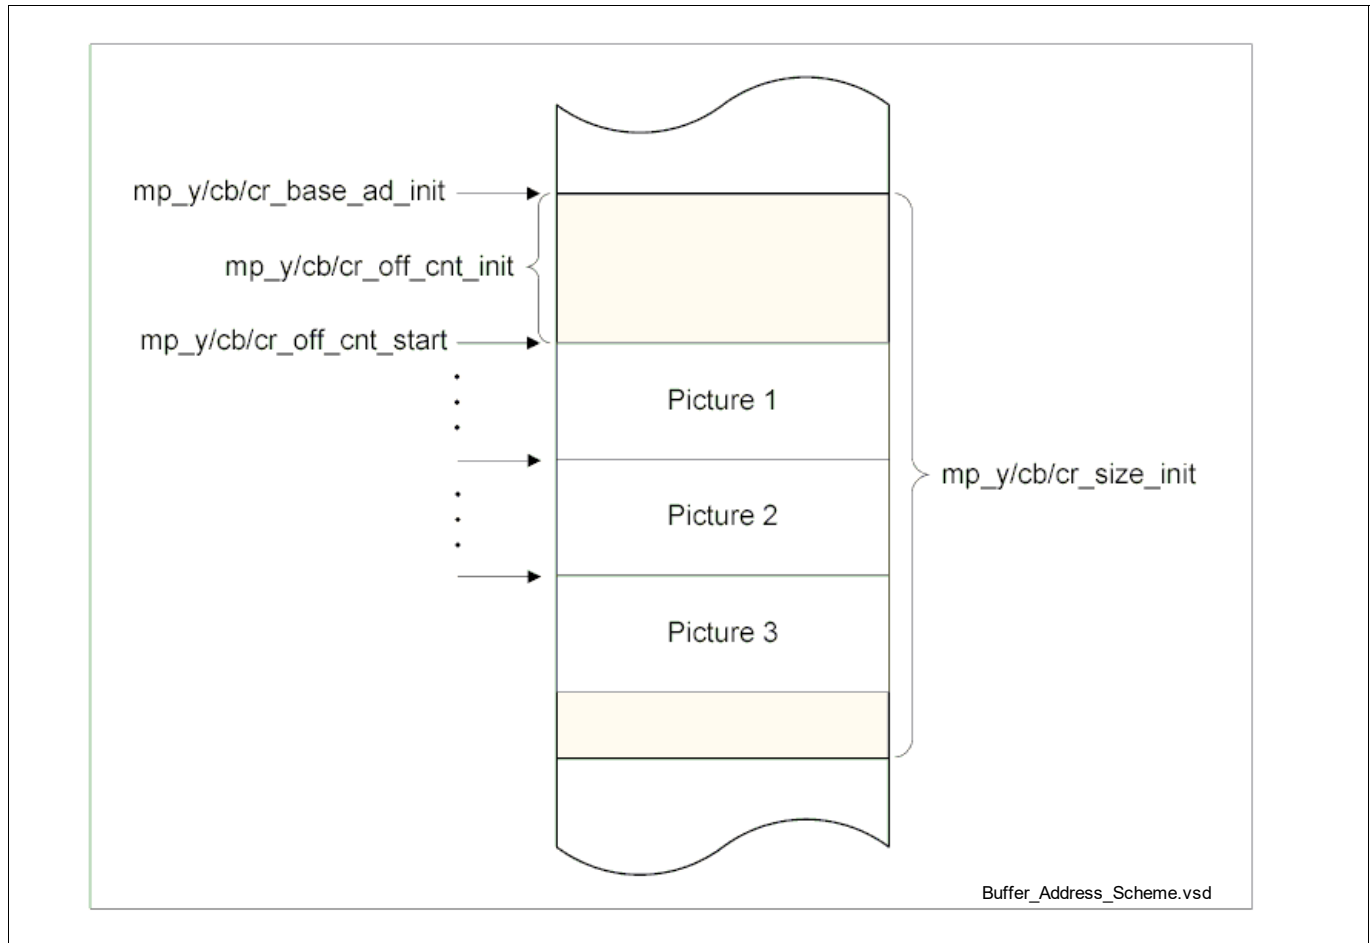 mp_y/cb/cr_base_ad_init
mp_y/cb/cr_off_cnt_init
mp_y/cb/cr_off_cnt_start
Picture 1
mp_y/cb/cr_size_init
Picture 2
Picture 3
Buffer_Address_Scheme.vsd